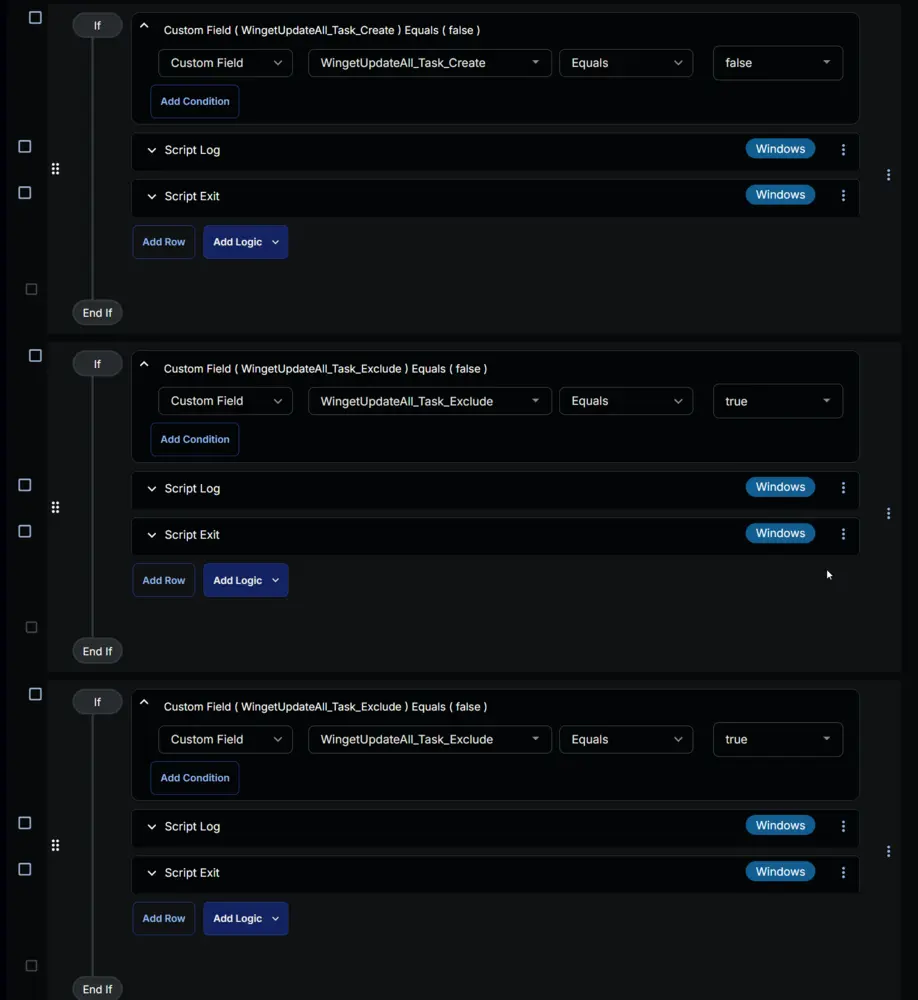 If
Custom Field ( WingetUpdateAll_Task_Create ) Equals ( false )
Custom Field WingetUpdateAll_Task_Create Equals false
Add Condition
Script Log Windows
Script Exit Windows
Add Row Add Logic
End If
If
Custom Field ( WingetUpdateAll_Task_Exclude ) Equals ( false )
Custom Field WingetUpdateAll_Task_Exclude Equals true
Add Condition
Script Log Windows
Script Exit Windows
Add Row Add Logic
End If
If
Custom Field ( WingetUpdateAll_Task_Exclude ) Equals ( false )
Custom Field WingetUpdateAll_Task_Exclude Equals true
Add Condition
Script Log Windows
Script Exit Windows
Add Row Add Logic
End If